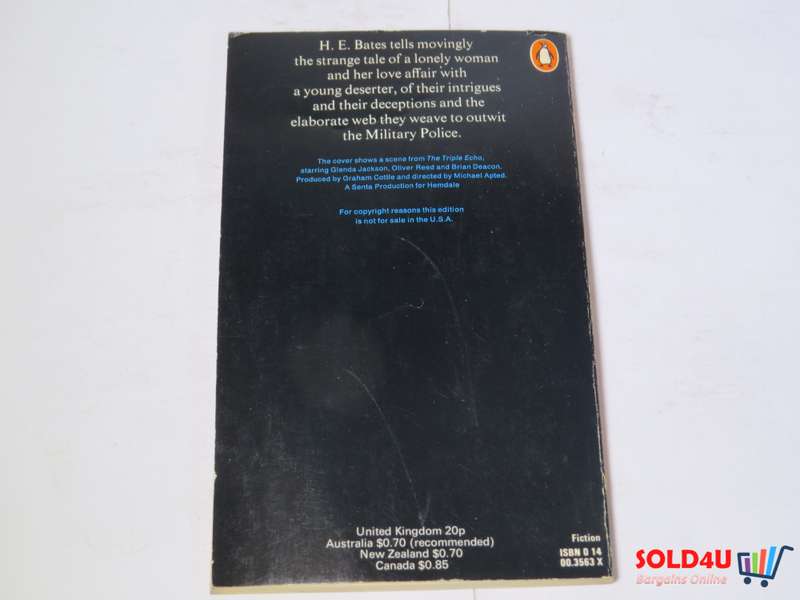 H. E. Bates tells movingly
the strange tale of a lonely woman
and her love affair with
a young deserter, of their intrigues
and their deceptions and the
elaborate web they weave to outwit
the Military Police.
The cover shows a scene from The Triple Echo,
starring Glenda Jackson, Oliver Reed and Brian Deacon.
Produced by Graham Cottle and directed by Michael Apted.
A Senta Production for Hemdale
For copyright reasons this edition
is not for sale in the U.S.A.
United Kingdom 20p
Australia $0.70 (recommended)
New Zealand $0.70
Canada $0.85
Fiction
ISBN 0 14
00.3563 X
SOLD4U
Bargains Online